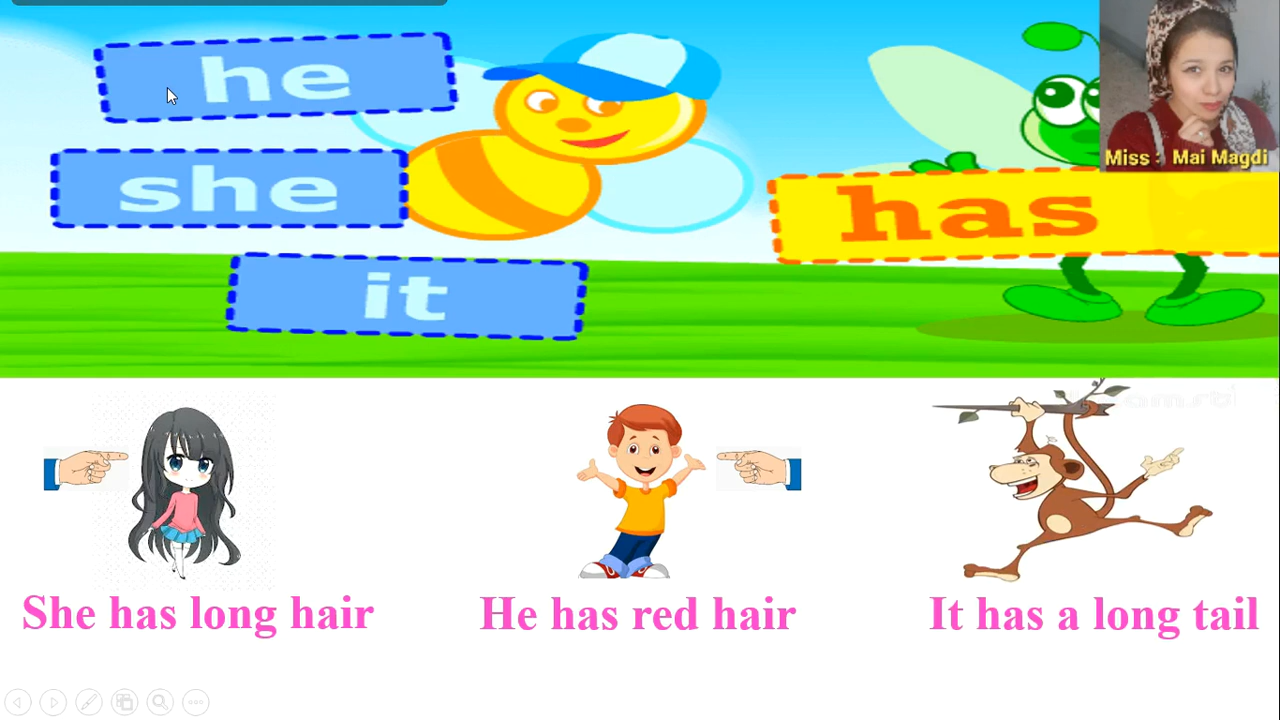 he
she
it
has
Miss : Mai Magdi
She has long hair
He has red hair
It has a long tail